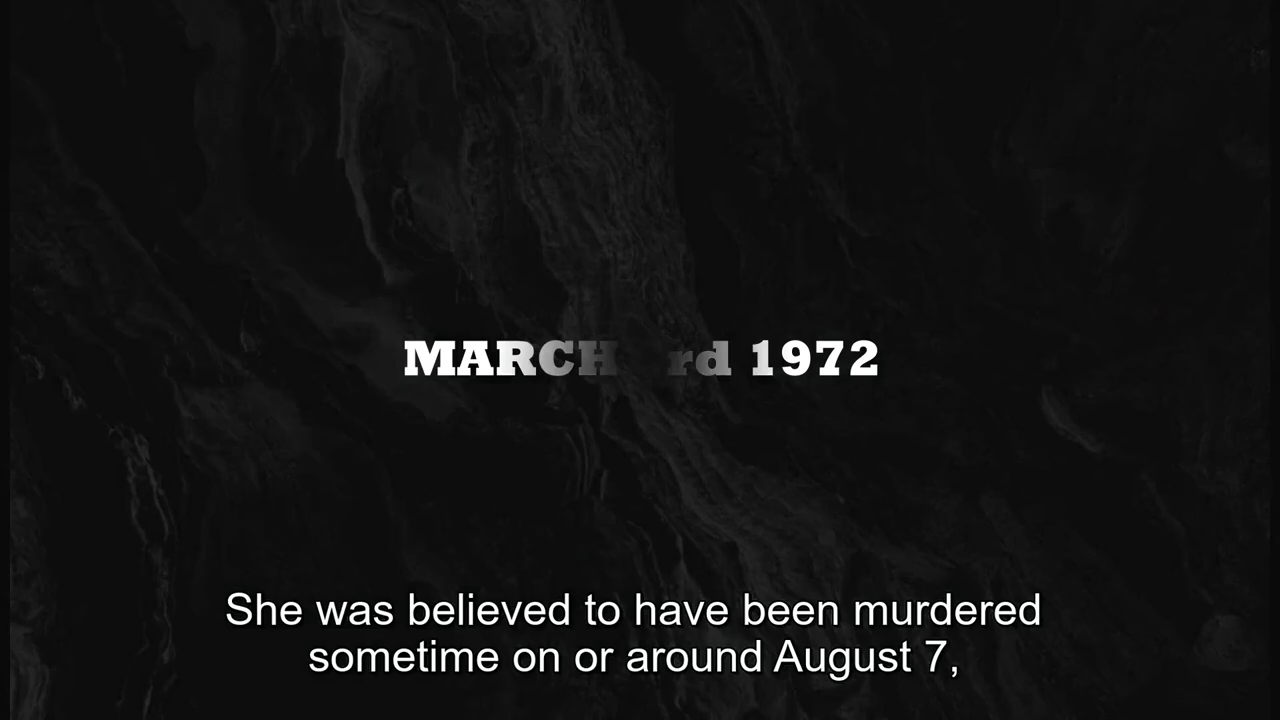 MARCH rd 1972
She was believed to have been murdered
sometime on or around August 7,